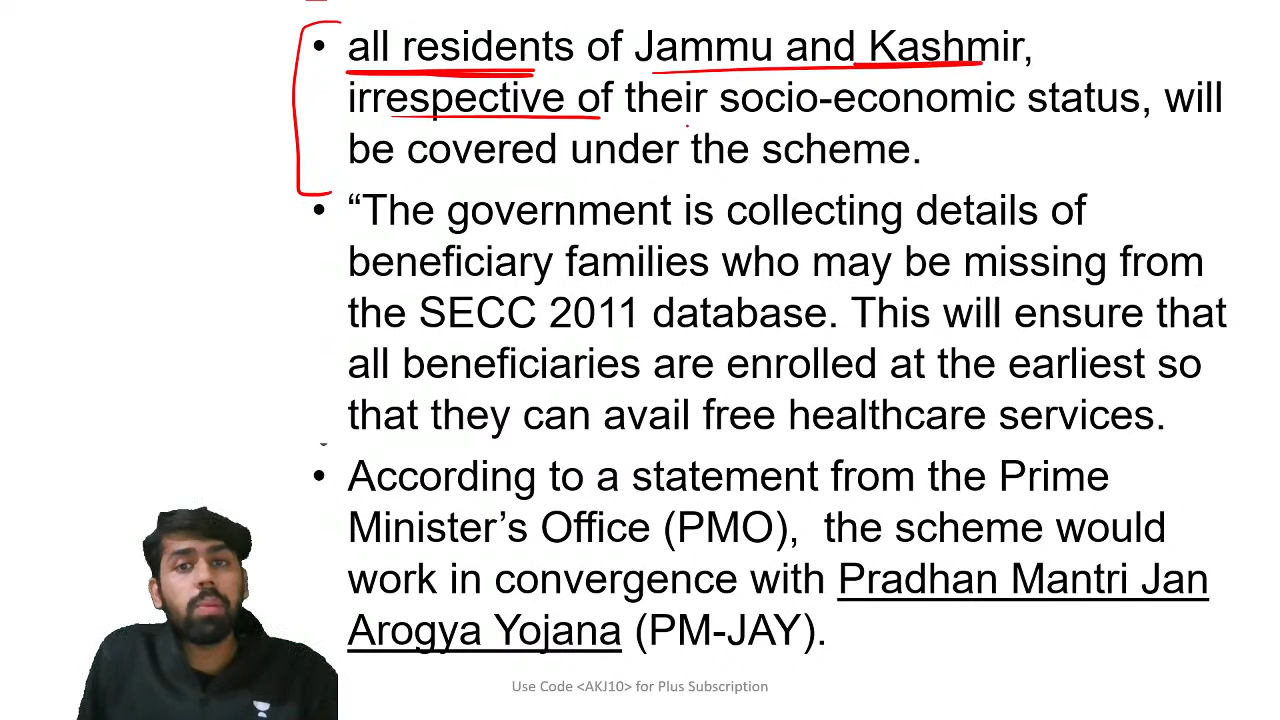 • all residents of Jammu and Kashmir,
irrespective of their socio-economic status, will
be covered under the scheme.
• “The government is collecting details of
beneficiary families who may be missing from
the SECC 2011 database. This will ensure that
all beneficiaries are enrolled at the earliest so
that they can avail free healthcare services.
• According to a statement from the Prime
Minister’s Office (PMO),  the scheme would
work in convergence with Pradhan Mantri Jan
Arogya Yojana (PM-JAY).
Use Code <AKJ10> for Plus Subscription